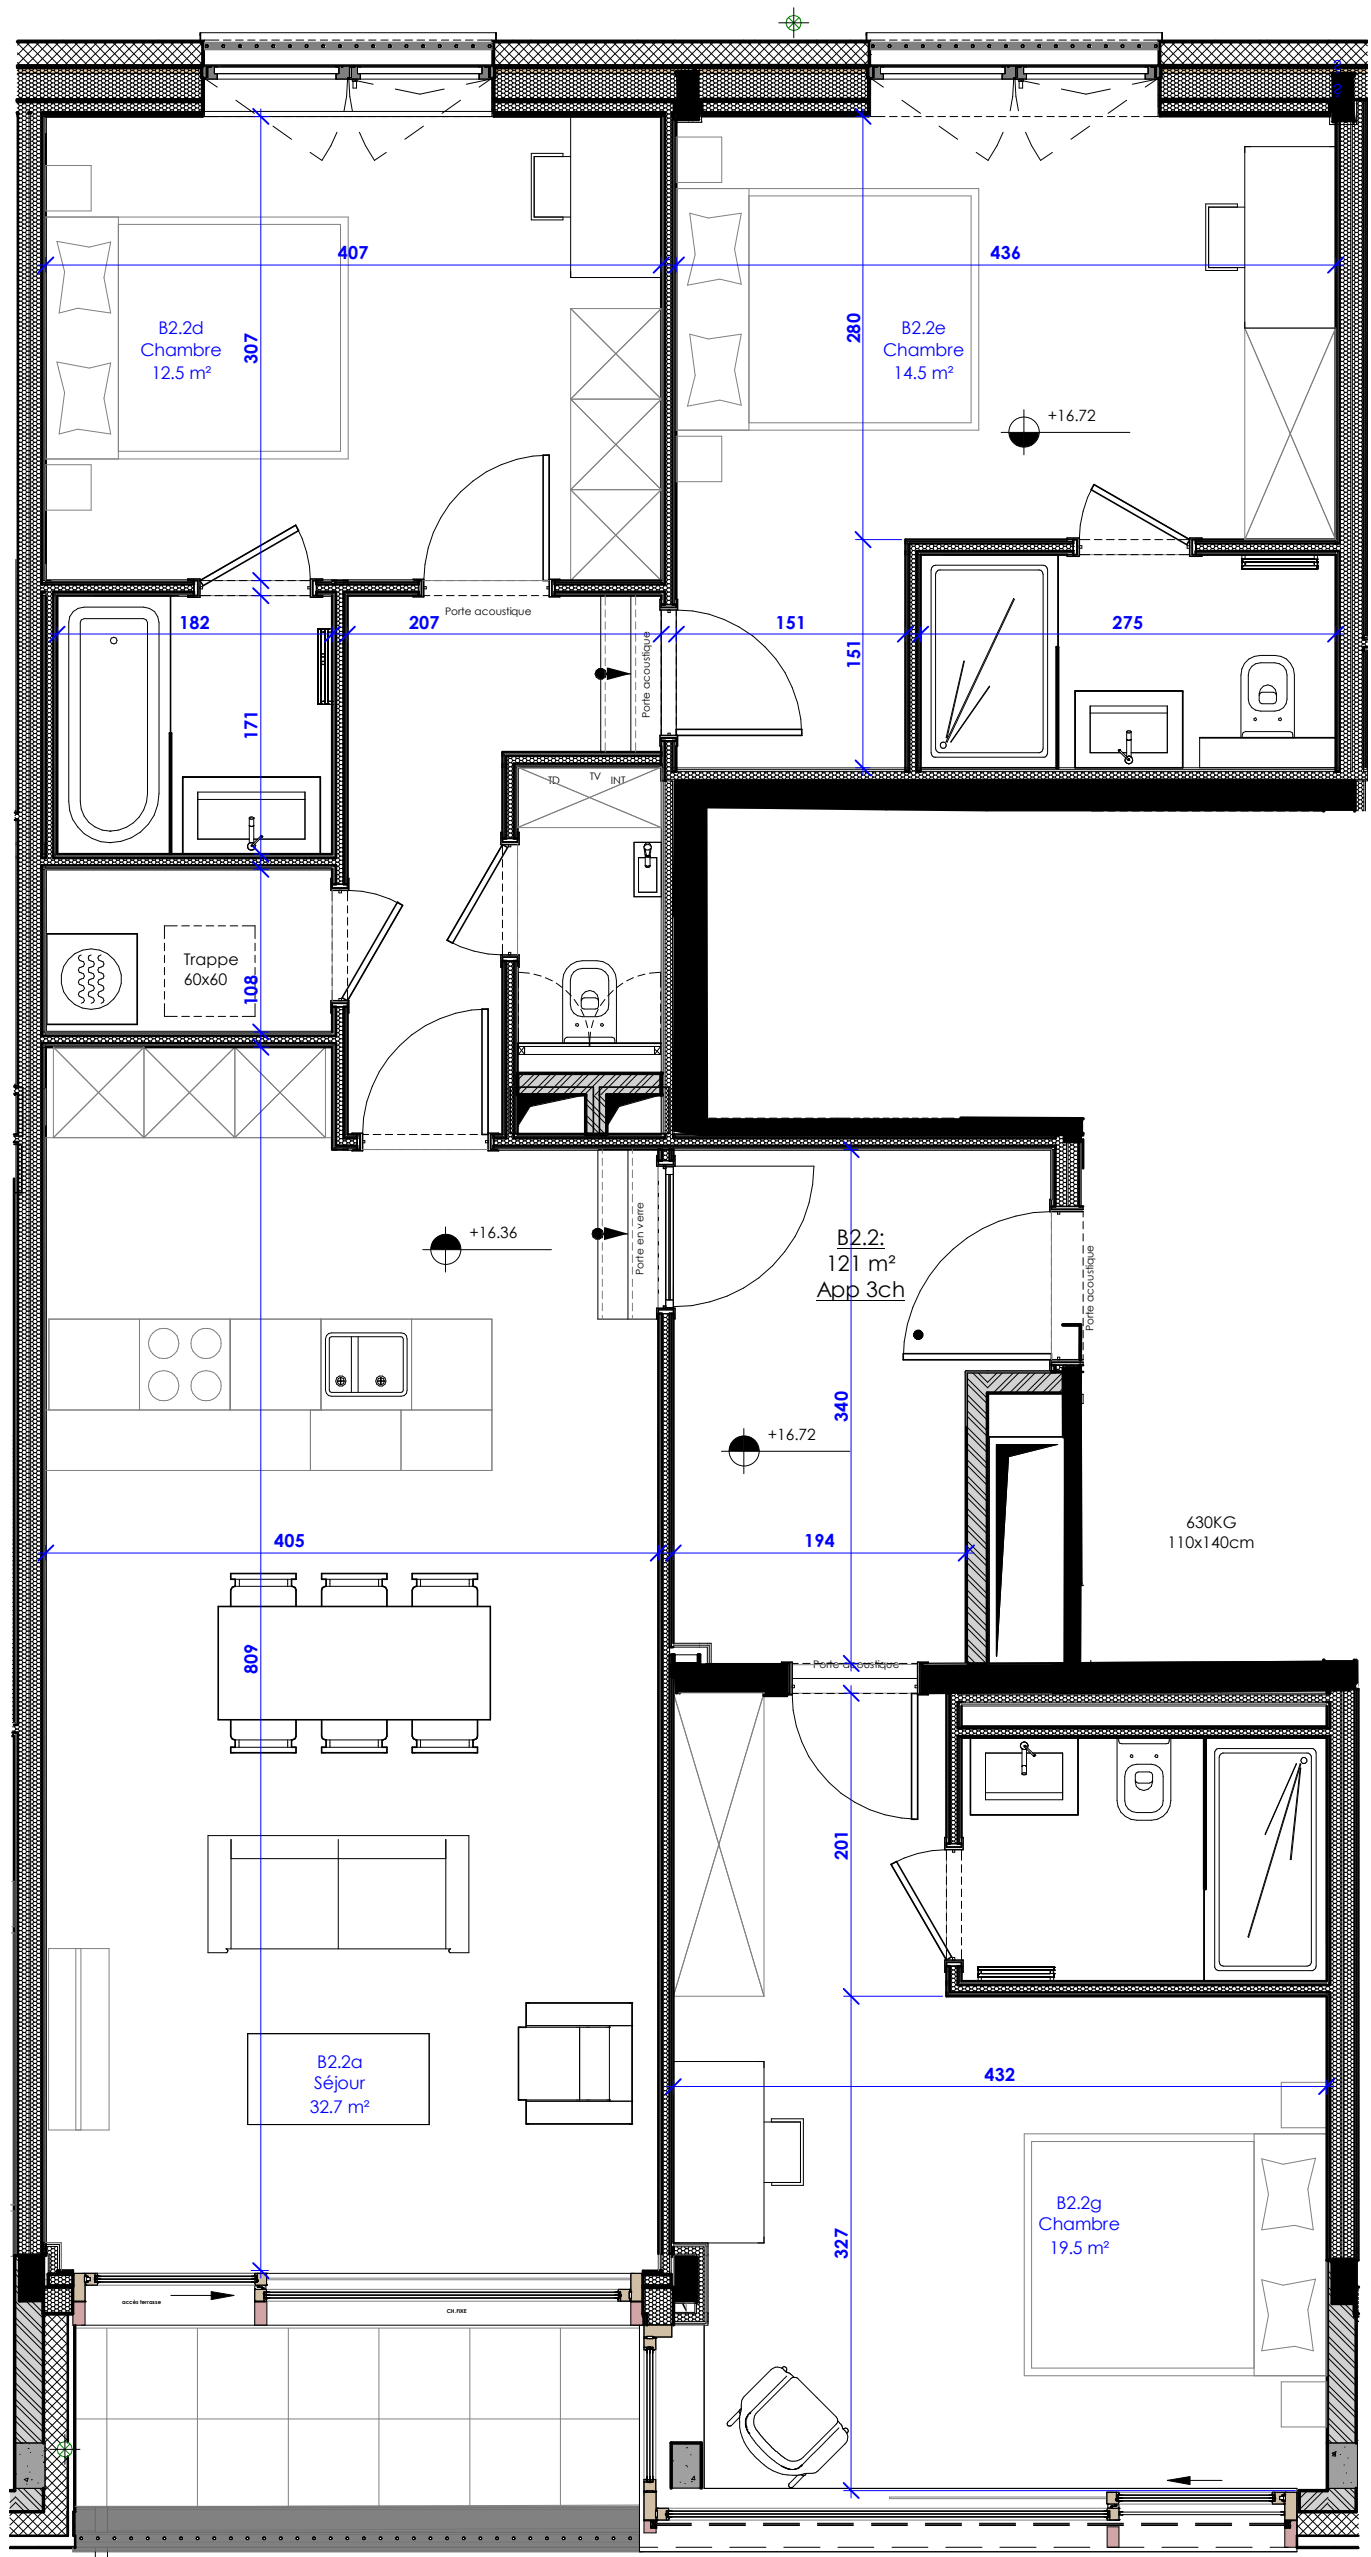 ?
?
407
436
B2.2d
Chambre
12.5 m²
307
280
B2.2e
Chambre
14.5 m²
+16.72
Porte acoustique
182
207
Porte acoustique
151
151
275
171
TD TV INT
Trappe
60x60
108
+16.36
Porte en verre
B2.2:
121 m²
App 3ch
Porte acoustique
340
+16.72
630KG
110x140cm
405
194
809
Porte acoustique
201
432
B2.2a
Séjour
32.7 m²
B2.2g
Chambre
19.5 m²
327
accès terrasse
CH.FIXE